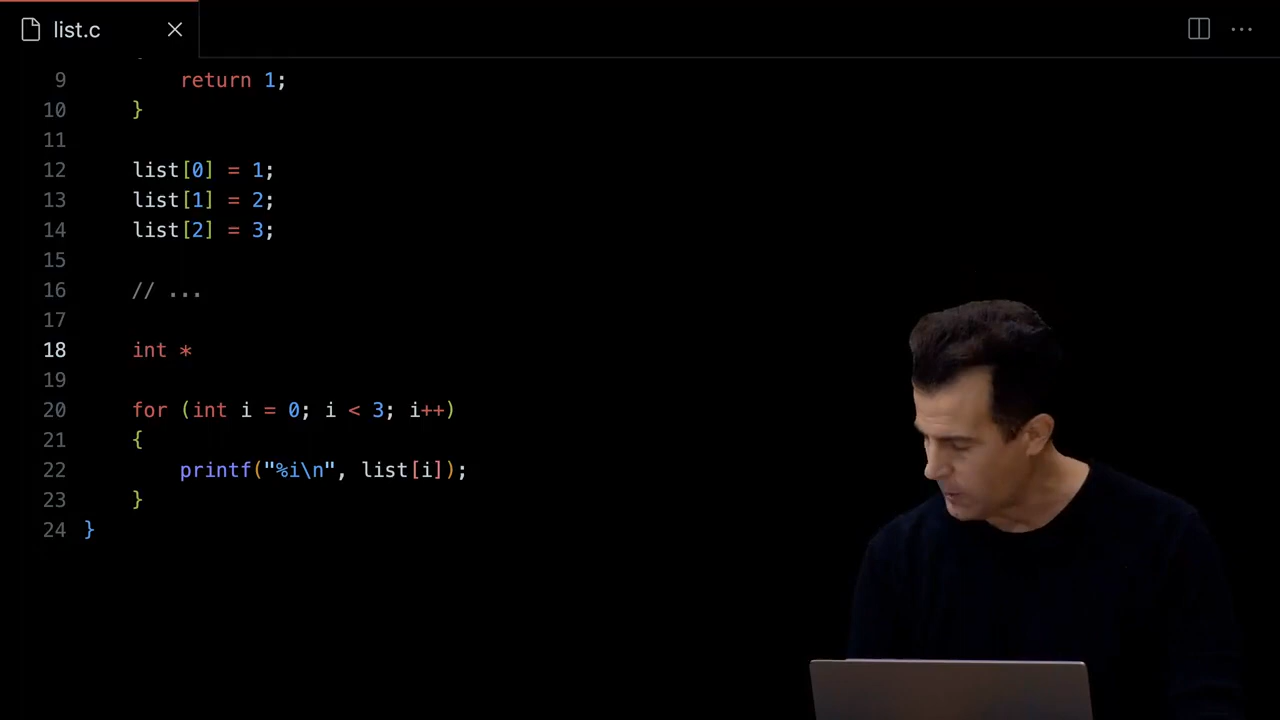 list.c
9 return 1;
10 }
11
12 list[0] = 1;
13 list[1] = 2;
14 list[2] = 3;
15
16 // ...
17
18 int *
19
20 for (int i = 0; i < 3; i++)
21 {
22 printf("%i\n", list[i]);
23 }
24 }